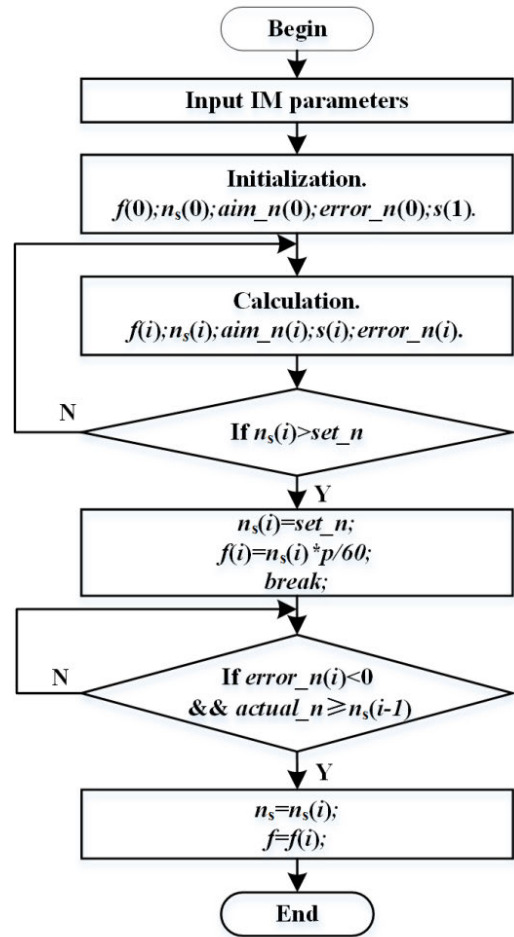 Begin
Input IM parameters
Initialization.
f(0);nₛ(0);aim_n(0);error_n(0);s(1).
Calculation.
f(i);nₛ(i);aim_n(i);s(i);error_n(i).
N
If nₛ(i)>set_n
Y
nₛ(i)=set_n;
f(i)=nₛ(i)*p/60;
break;
N
If error_n(i)<0
&& actual_n⩾nₛ(i-1)
Y
nₛ=nₛ(i);
f=f(i);
End